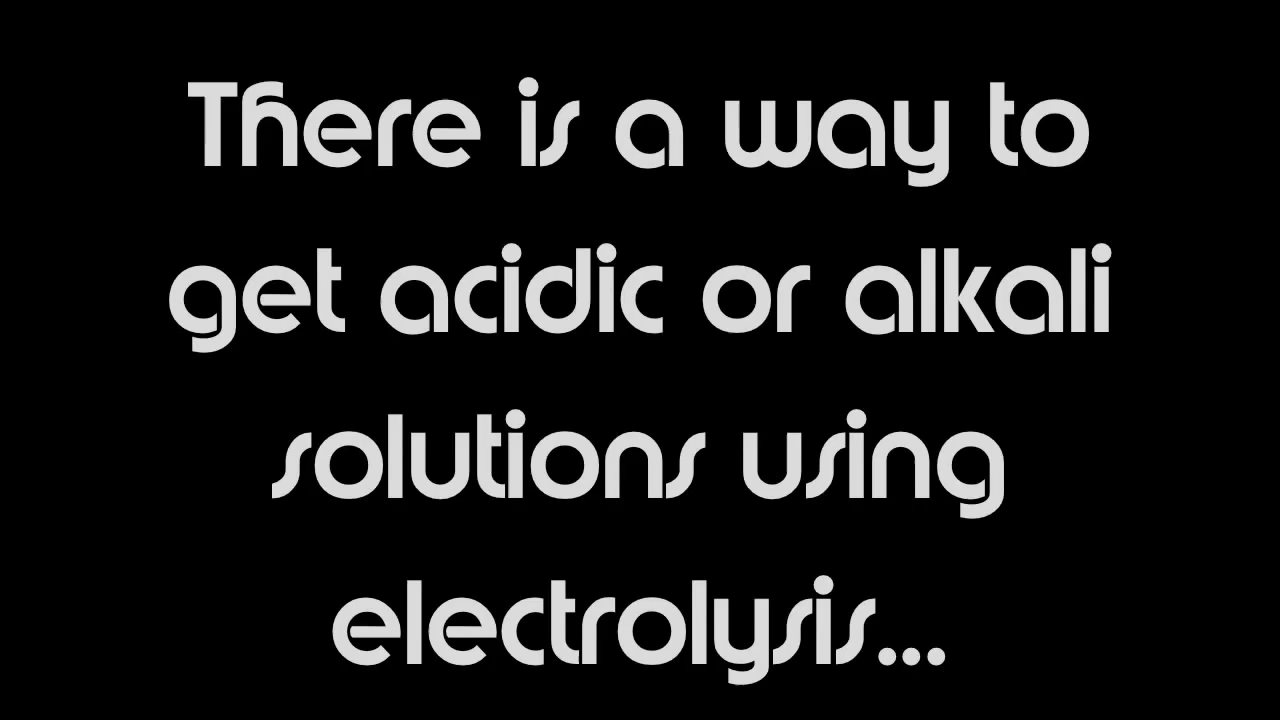 There is a way to
get acidic or alkali
solutions using
electrolysis...